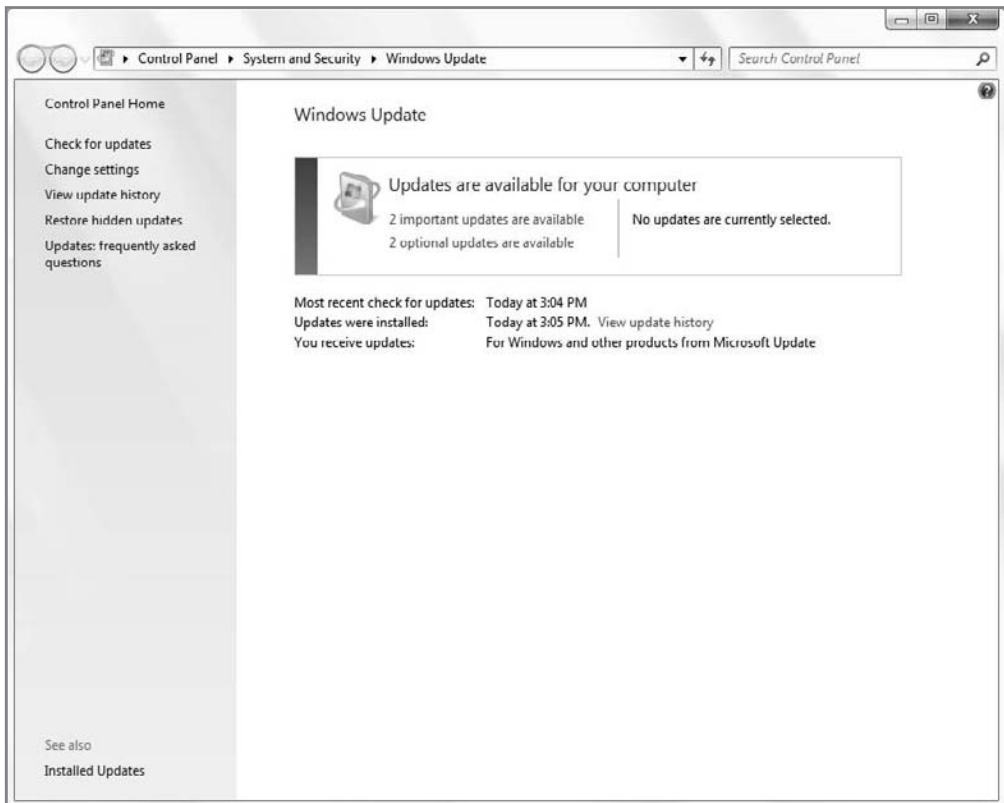 Control Panel ▸ System and Security ▸ Windows Update
Search Control Panel
Control Panel Home
Check for updates
Change settings
View update history
Restore hidden updates
Updates: frequently asked
questions
See also
Installed Updates
Windows Update
Updates are available for your computer
2 important updates are available
2 optional updates are available
No updates are currently selected.
Most recent check for updates: Today at 3:04 PM
Updates were installed: Today at 3:05 PM. View update history
You receive updates: For Windows and other products from Microsoft Update